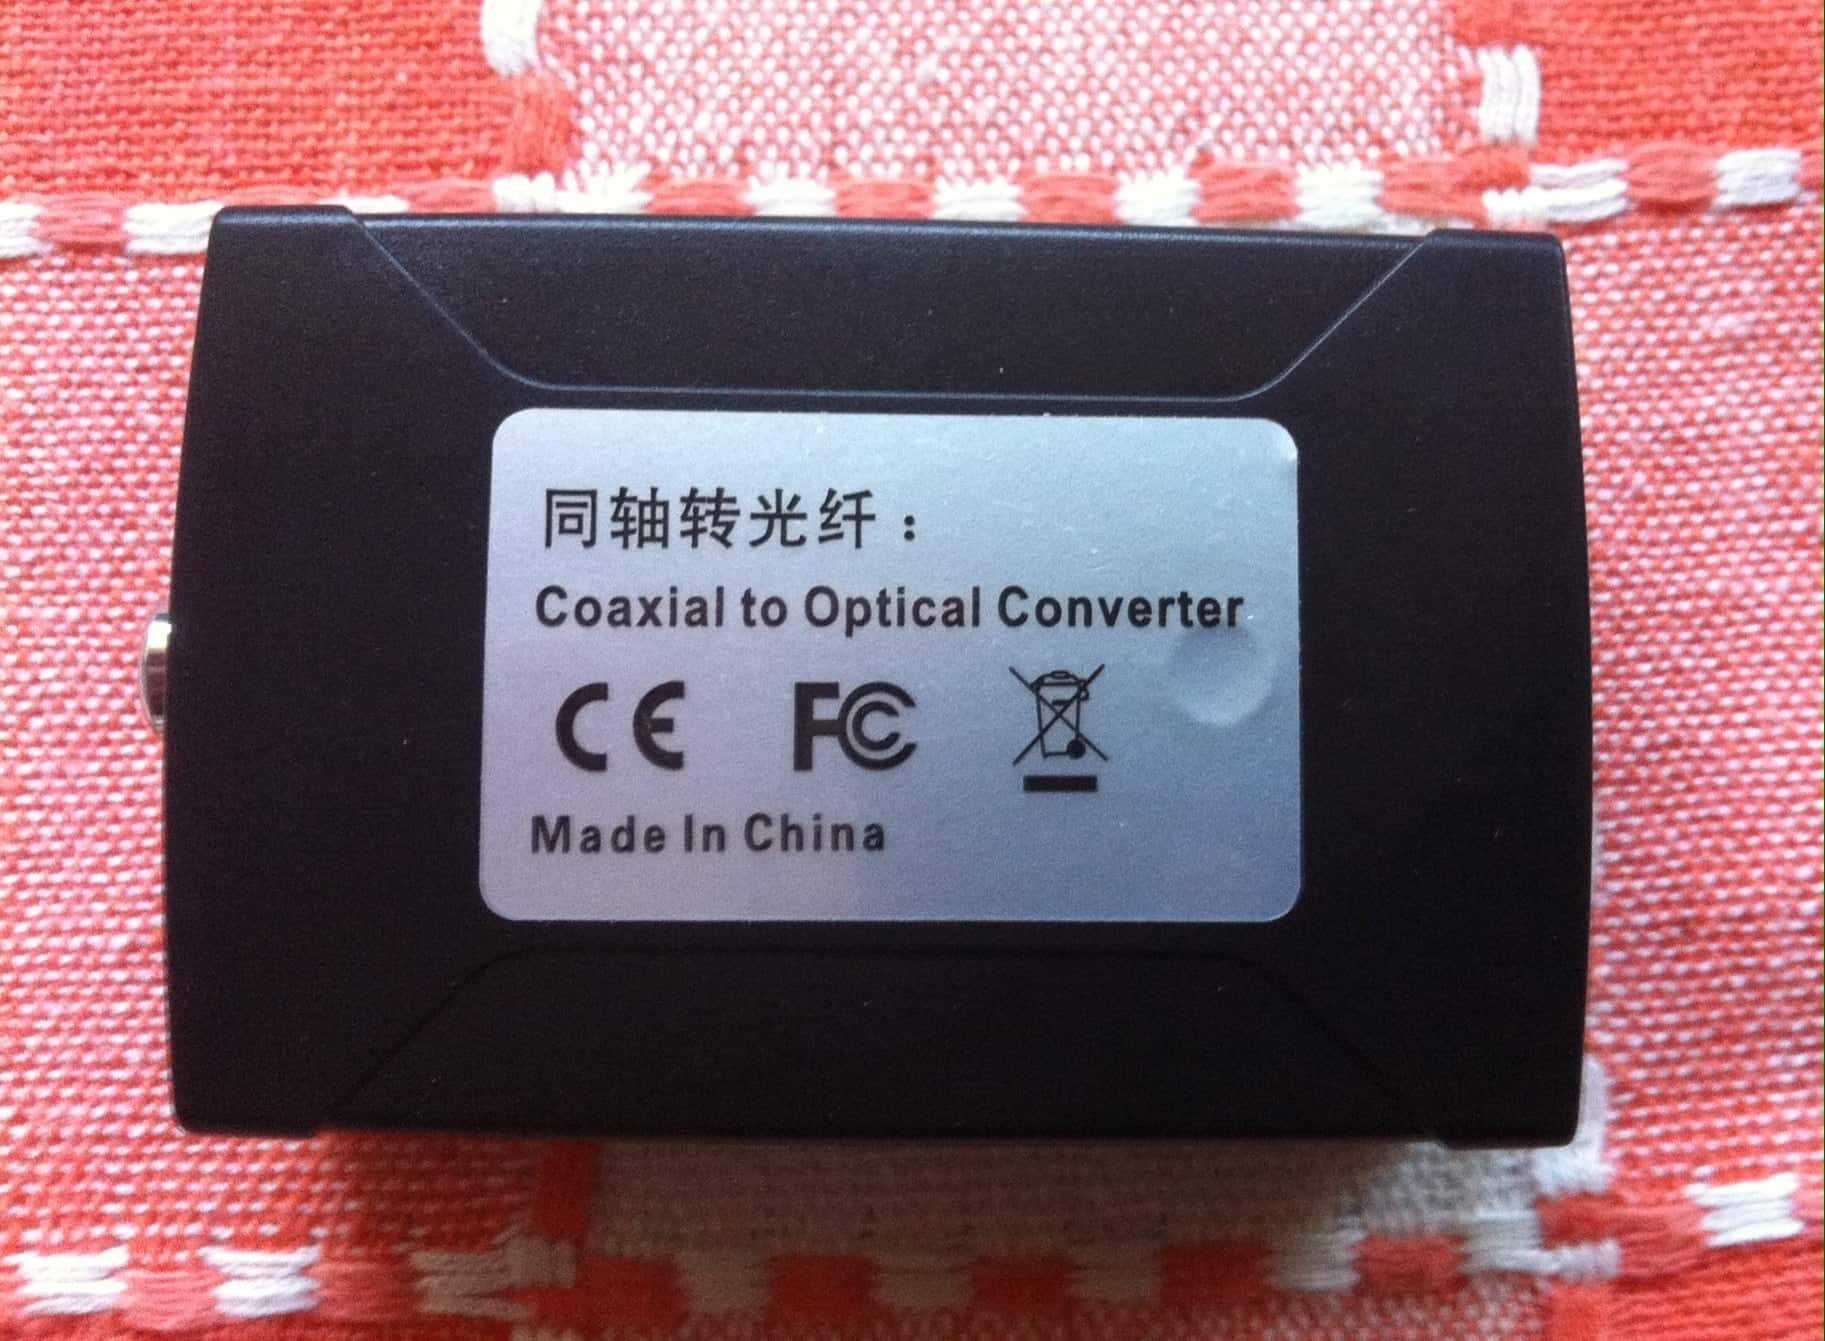 同轴转光纤：
Coaxial to Optical Converter
CE FC
Made In China